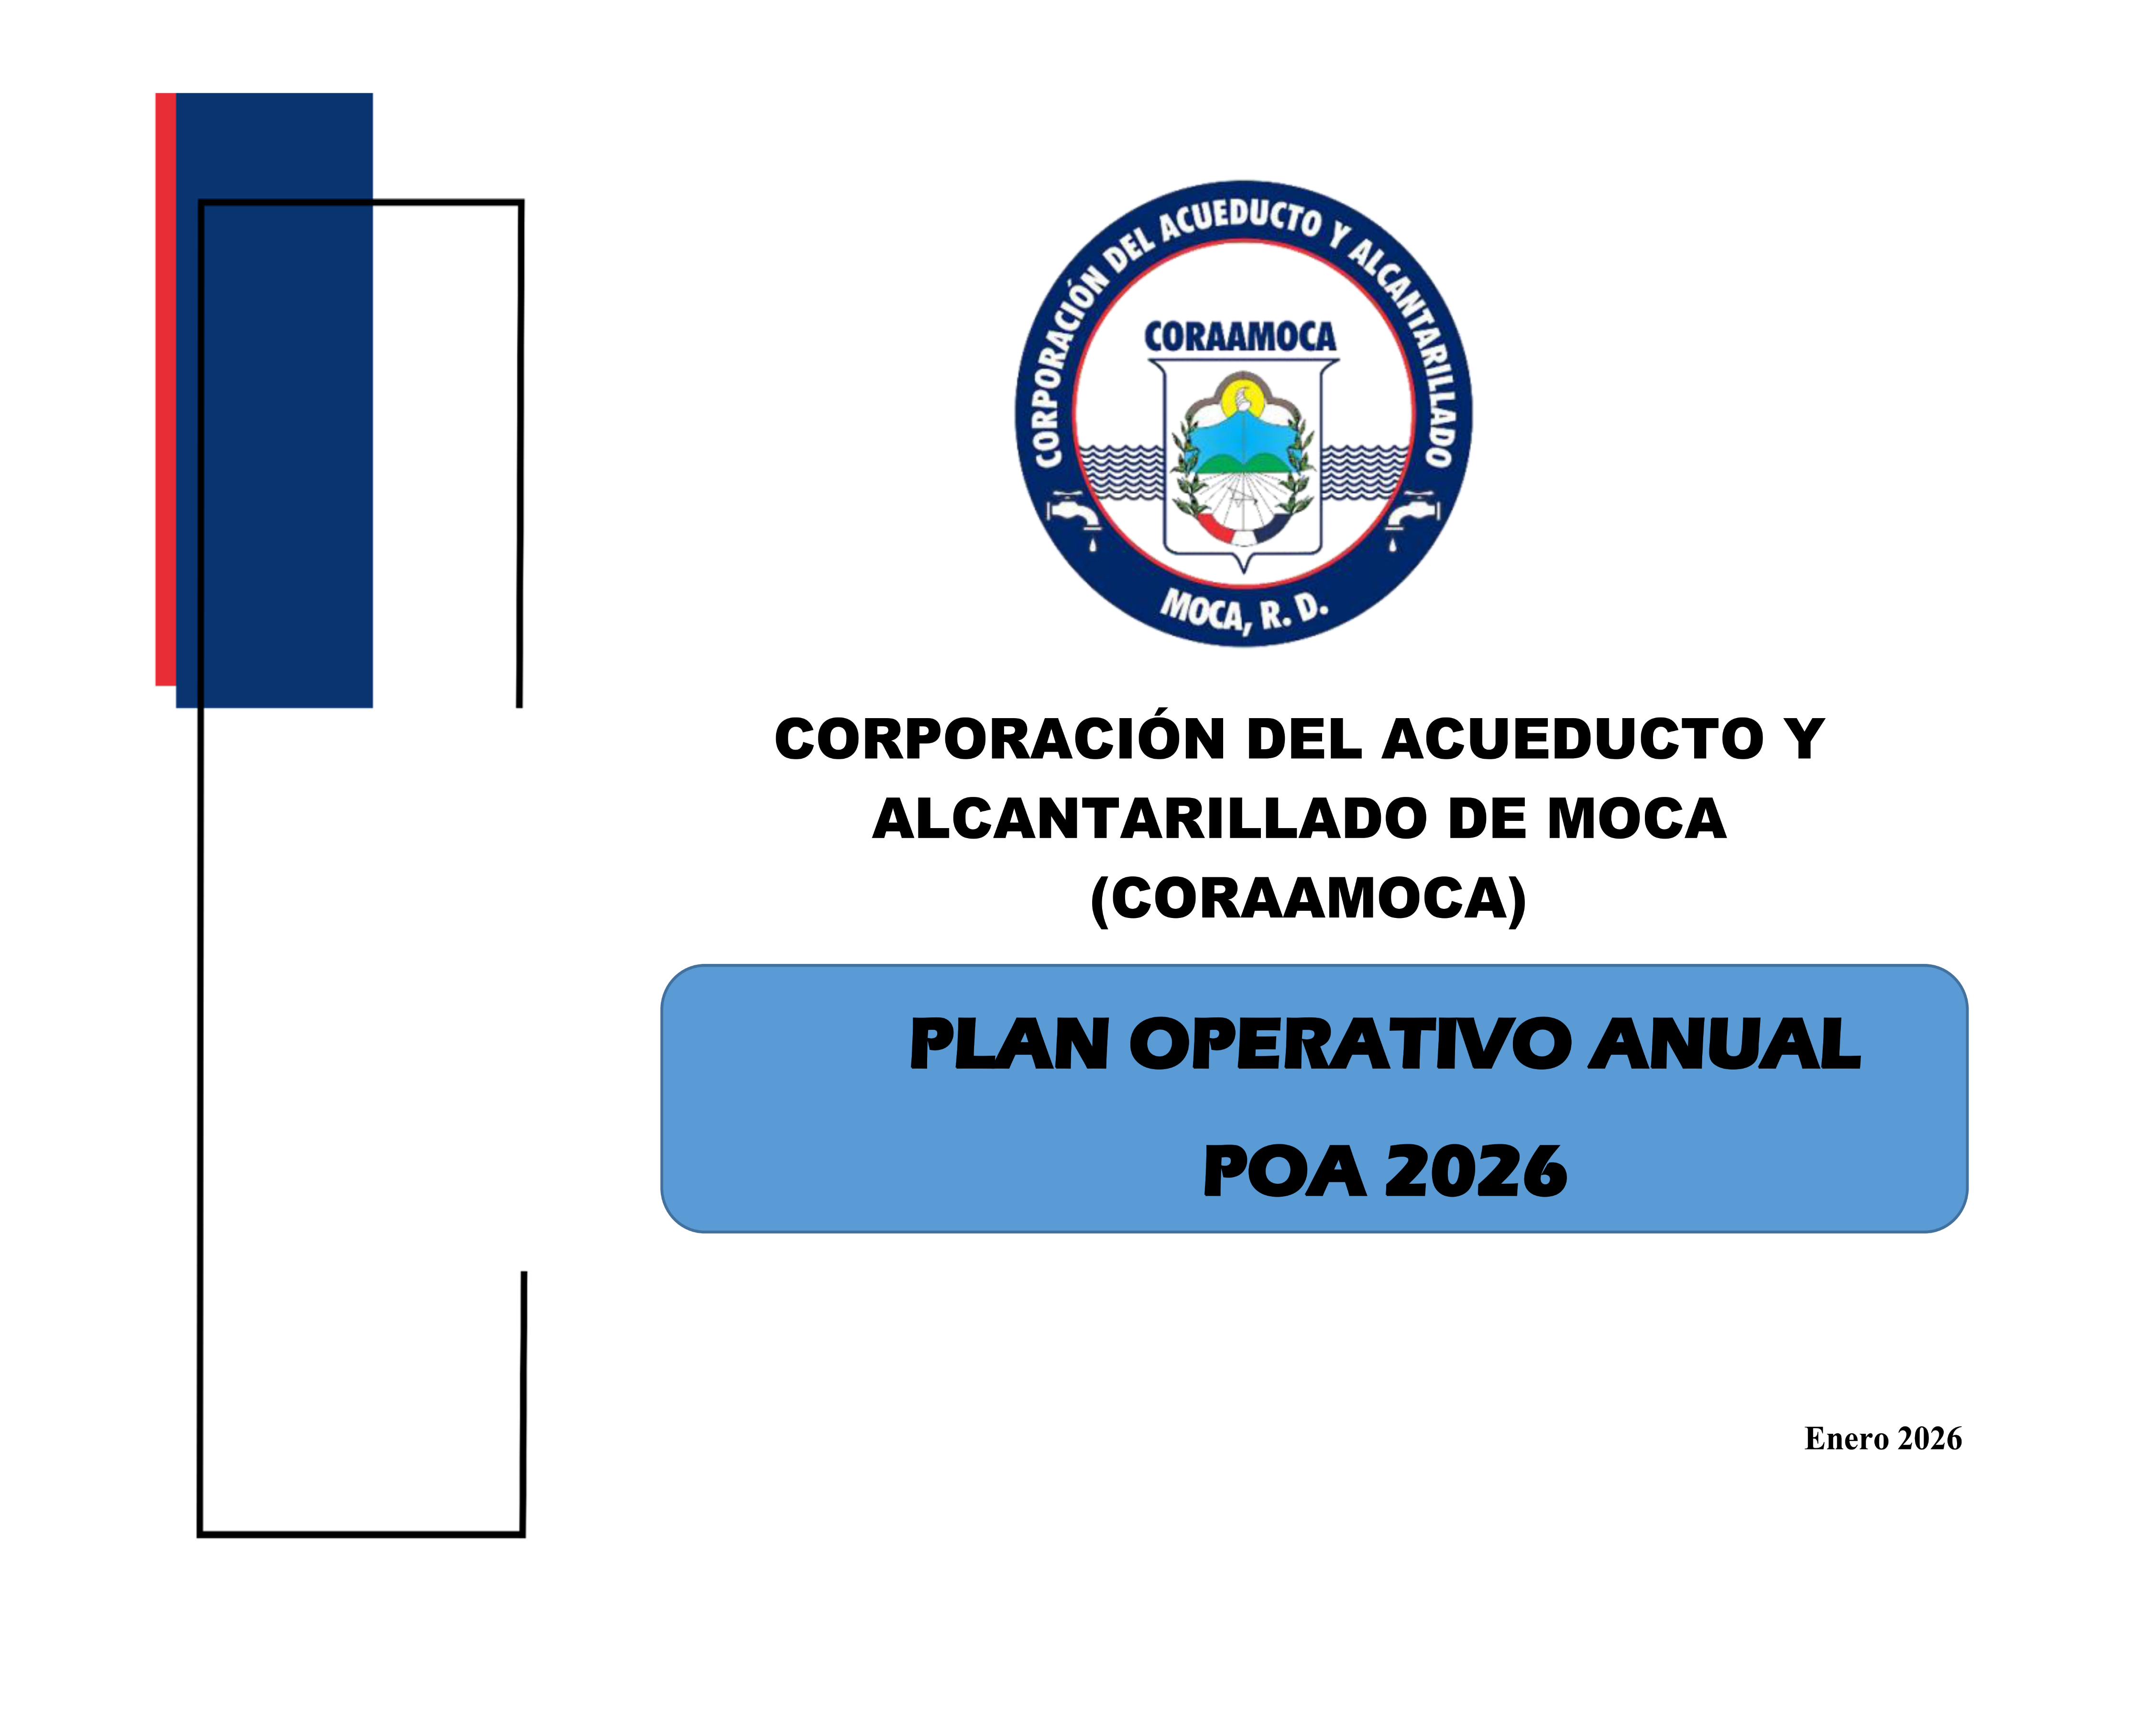 CORPORACIÓN DEL ACUEDUCTO Y ALCANTARILLADO
CORAAMOCA
MOCA, R. D.
CORPORACIÓN DEL ACUEDUCTO Y
ALCANTARILLADO DE MOCA
(CORAAMOCA)
PLAN OPERATIVO ANUAL
POA 2026
Enero 2026